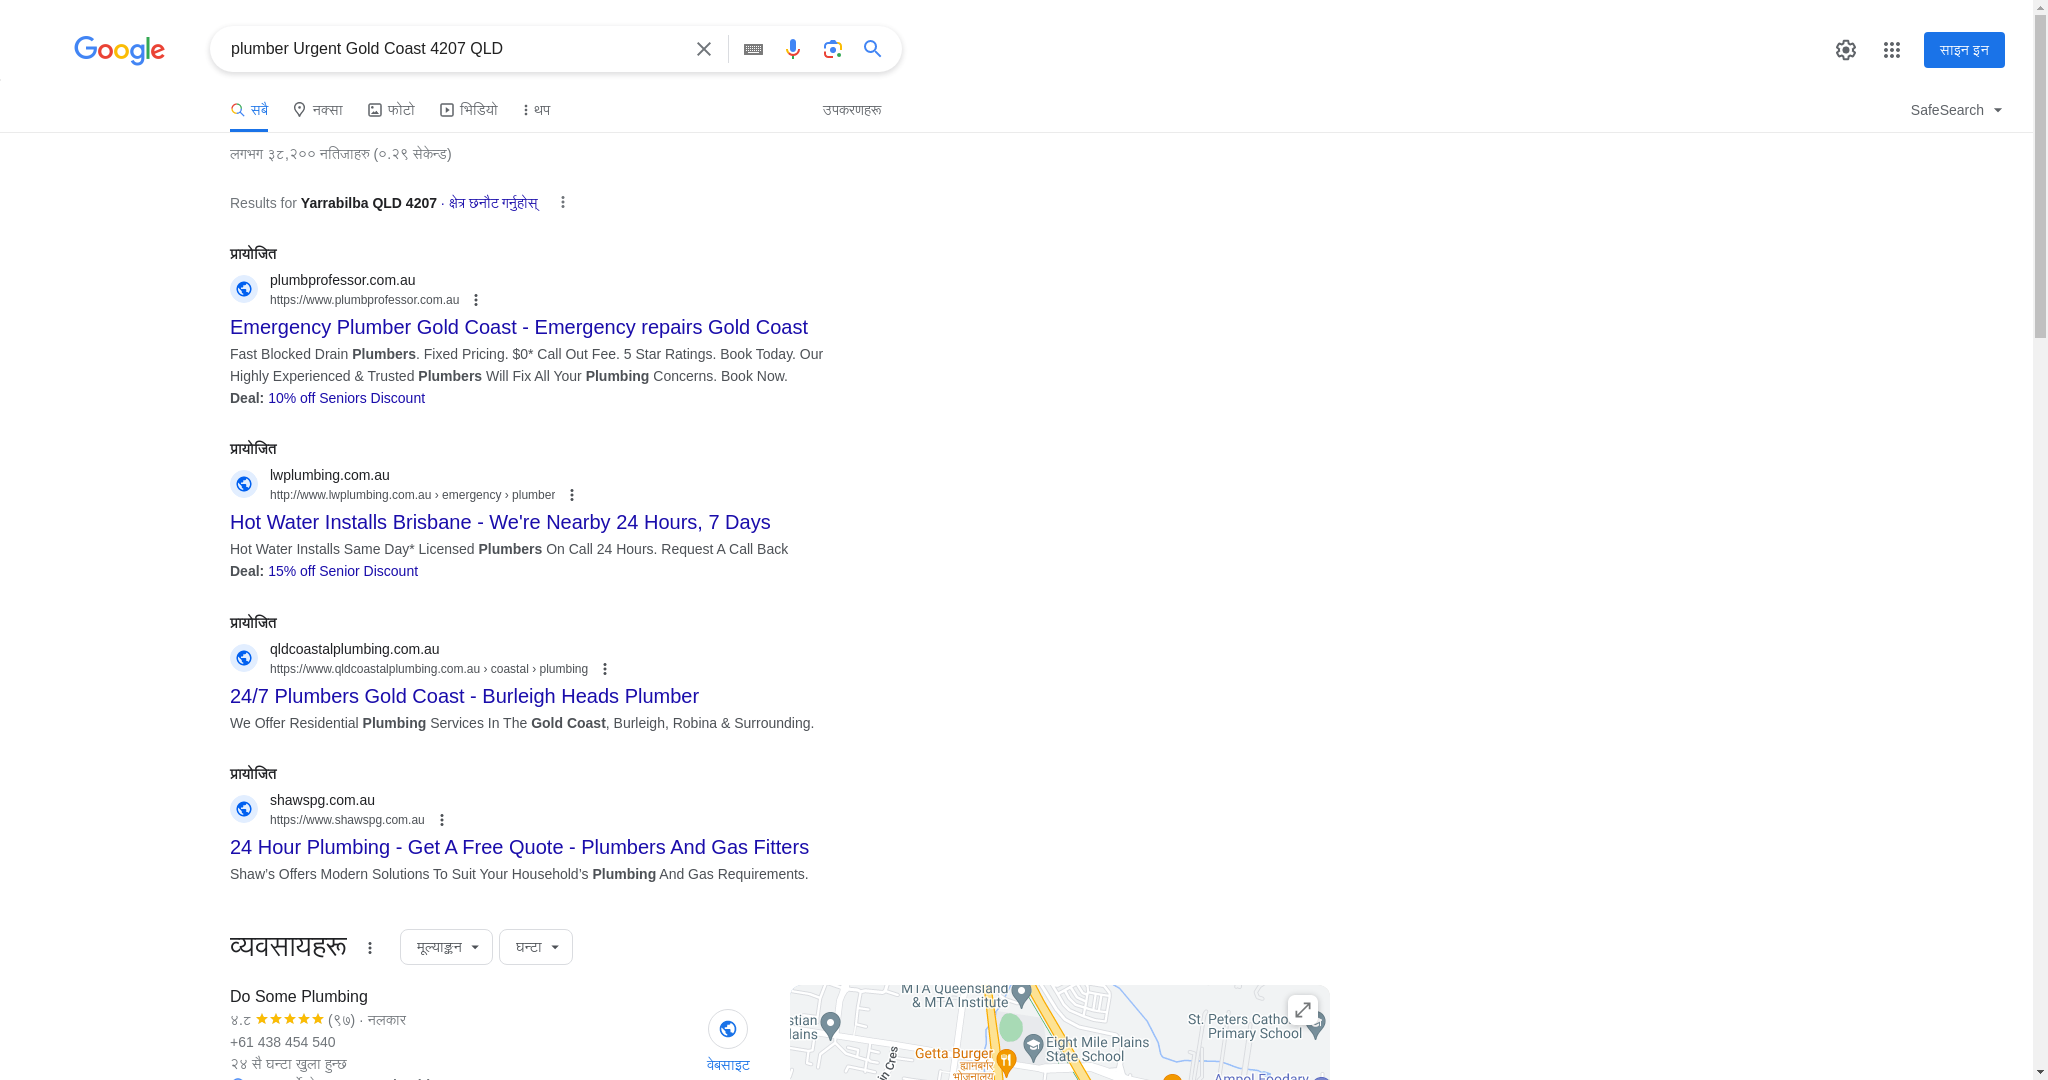 Google
plumber Urgent Gold Coast 4207 QLD
साइन इन
सबै
नक्सा
फोटो
भिडियो
थप
उपकरणहरू
SafeSearch
लगभग ३८,२०० नतिजाहरु (०.२९ सेकेन्ड)
Results for Yarrabilba QLD 4207 · क्षेत्र छनौट गर्नुहोस्
प्रायोजित
plumbprofessor.com.au
https://www.plumbprofessor.com.au
Emergency Plumber Gold Coast - Emergency repairs Gold Coast
Fast Blocked Drain Plumbers. Fixed Pricing. $0* Call Out Fee. 5 Star Ratings. Book Today. Our
Highly Experienced & Trusted Plumbers Will Fix All Your Plumbing Concerns. Book Now.
Deal: 10% off Seniors Discount
प्रायोजित
lwplumbing.com.au
http://www.lwplumbing.com.au › emergency › plumber
Hot Water Installs Brisbane - We're Nearby 24 Hours, 7 Days
Hot Water Installs Same Day* Licensed Plumbers On Call 24 Hours. Request A Call Back
Deal: 15% off Senior Discount
प्रायोजित
qldcoastalplumbing.com.au
https://www.qldcoastalplumbing.com.au › coastal › plumbing
24/7 Plumbers Gold Coast - Burleigh Heads Plumber
We Offer Residential Plumbing Services In The Gold Coast, Burleigh, Robina & Surrounding.
प्रायोजित
shawspg.com.au
https://www.shawspg.com.au
24 Hour Plumbing - Get A Free Quote - Plumbers And Gas Fitters
Shaw’s Offers Modern Solutions To Suit Your Household’s Plumbing And Gas Requirements.
व्यवसायहरू
मूल्याङ्कन
घन्टा
Do Some Plumbing
४.८ (९७) · नलकार
+61 438 454 540
२४ सै घन्टा खुला हुन्छ
वेबसाइट
MTA Queensland
& MTA Institute
stian
lains
St. Peters Catho
Primary School
Eight Mile Plains
State School
Getta Burger
ह्यामबर्गर
भोजनालय
in Cres
Ampol Foodary